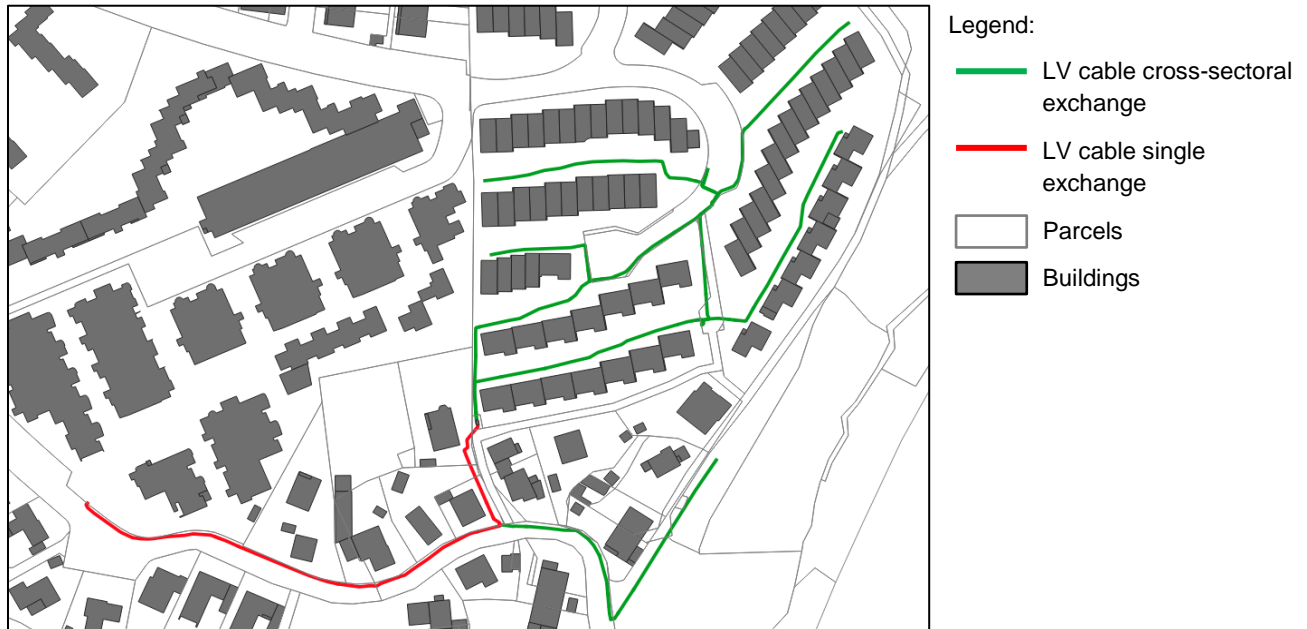 Legend:
LV cable cross-sectoral
exchange
LV cable single
exchange
Parcels
Buildings